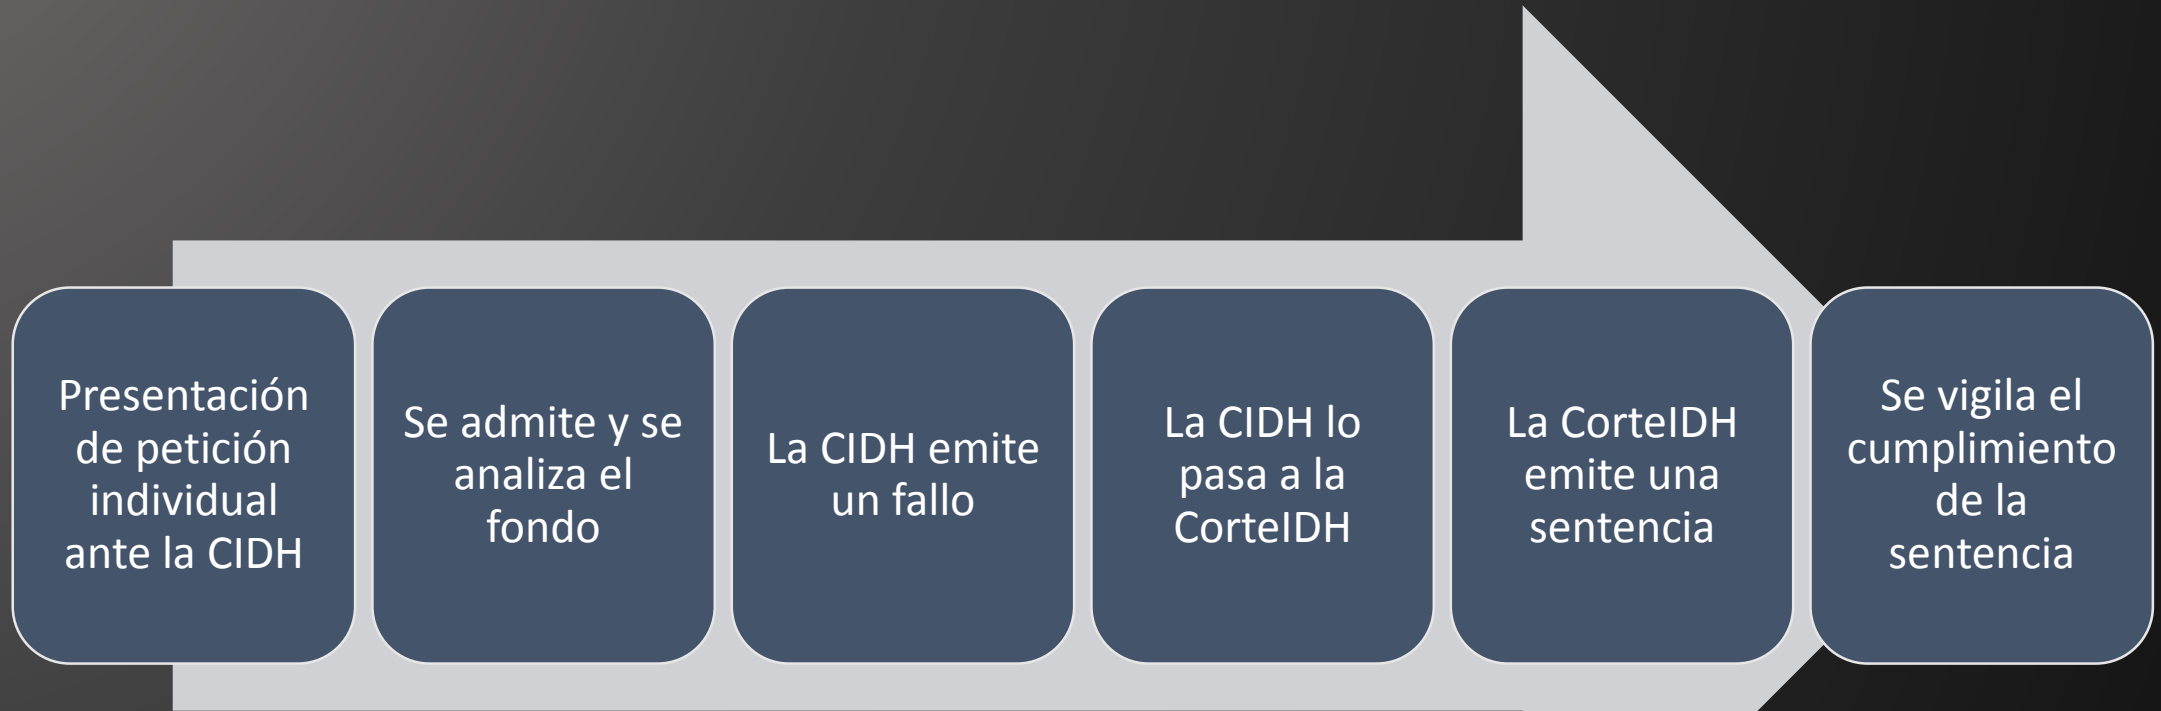 Presentación
de petición
individual
ante la CIDH
Se admite y se
analiza el
fondo
La CIDH emite
un fallo
La CIDH lo
pasa a la
CorteIDH
La CorteIDH
emite una
sentencia
Se vigila el
cumplimiento
de la
sentencia